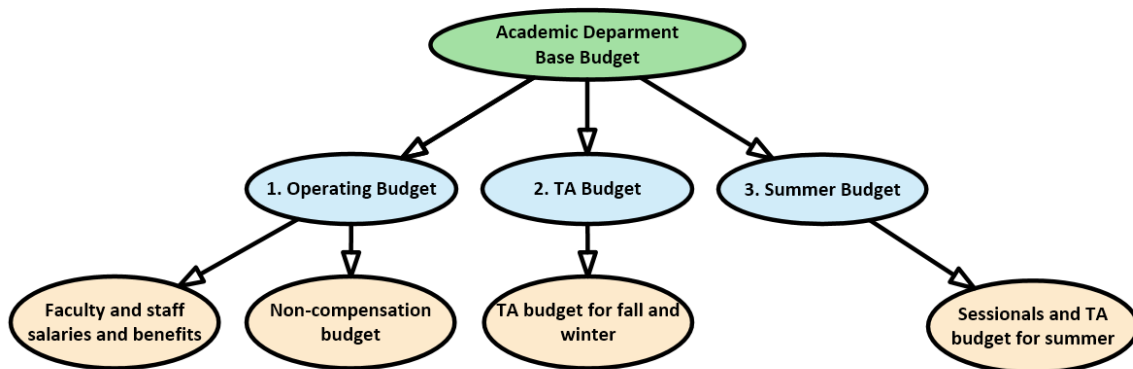 Academic Deparment
Base Budget
1. Operating Budget
2. TA Budget
3. Summer Budget
Faculty and staff
salaries and benefits
Non-compensation
budget
TA budget for fall and
winter
Sessionals and TA
budget for summer